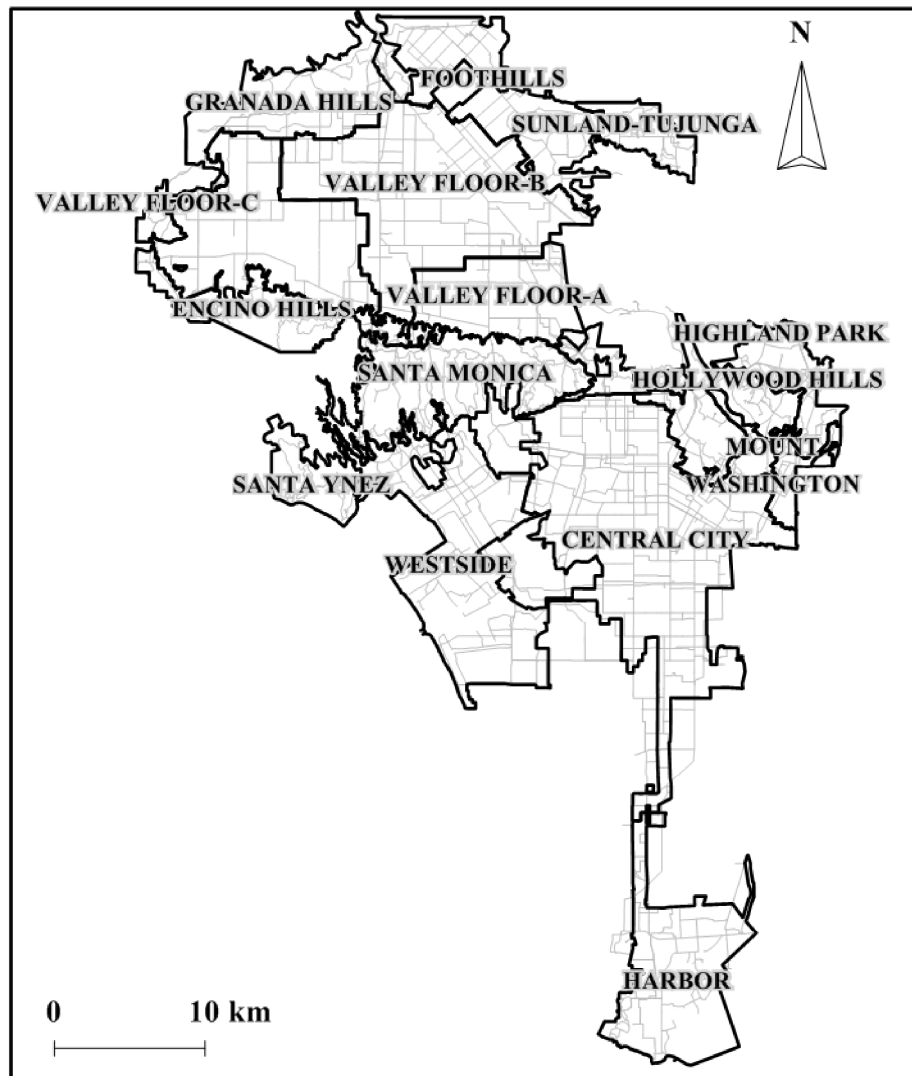 N
FOOTHILLS
GRANADA HILLS
SUNLAND-TUJUNGA
VALLEY FLOOR-B
VALLEY FLOOR-C
VALLEY FLOOR-A
ENCINO HILLS
HIGHLAND PARK
SANTA MONICA
HOLLYWOOD HILLS
MOUNT
WASHINGTON
SANTA YNEZ
CENTRAL CITY
WESTSIDE
HARBOR
0 10 km